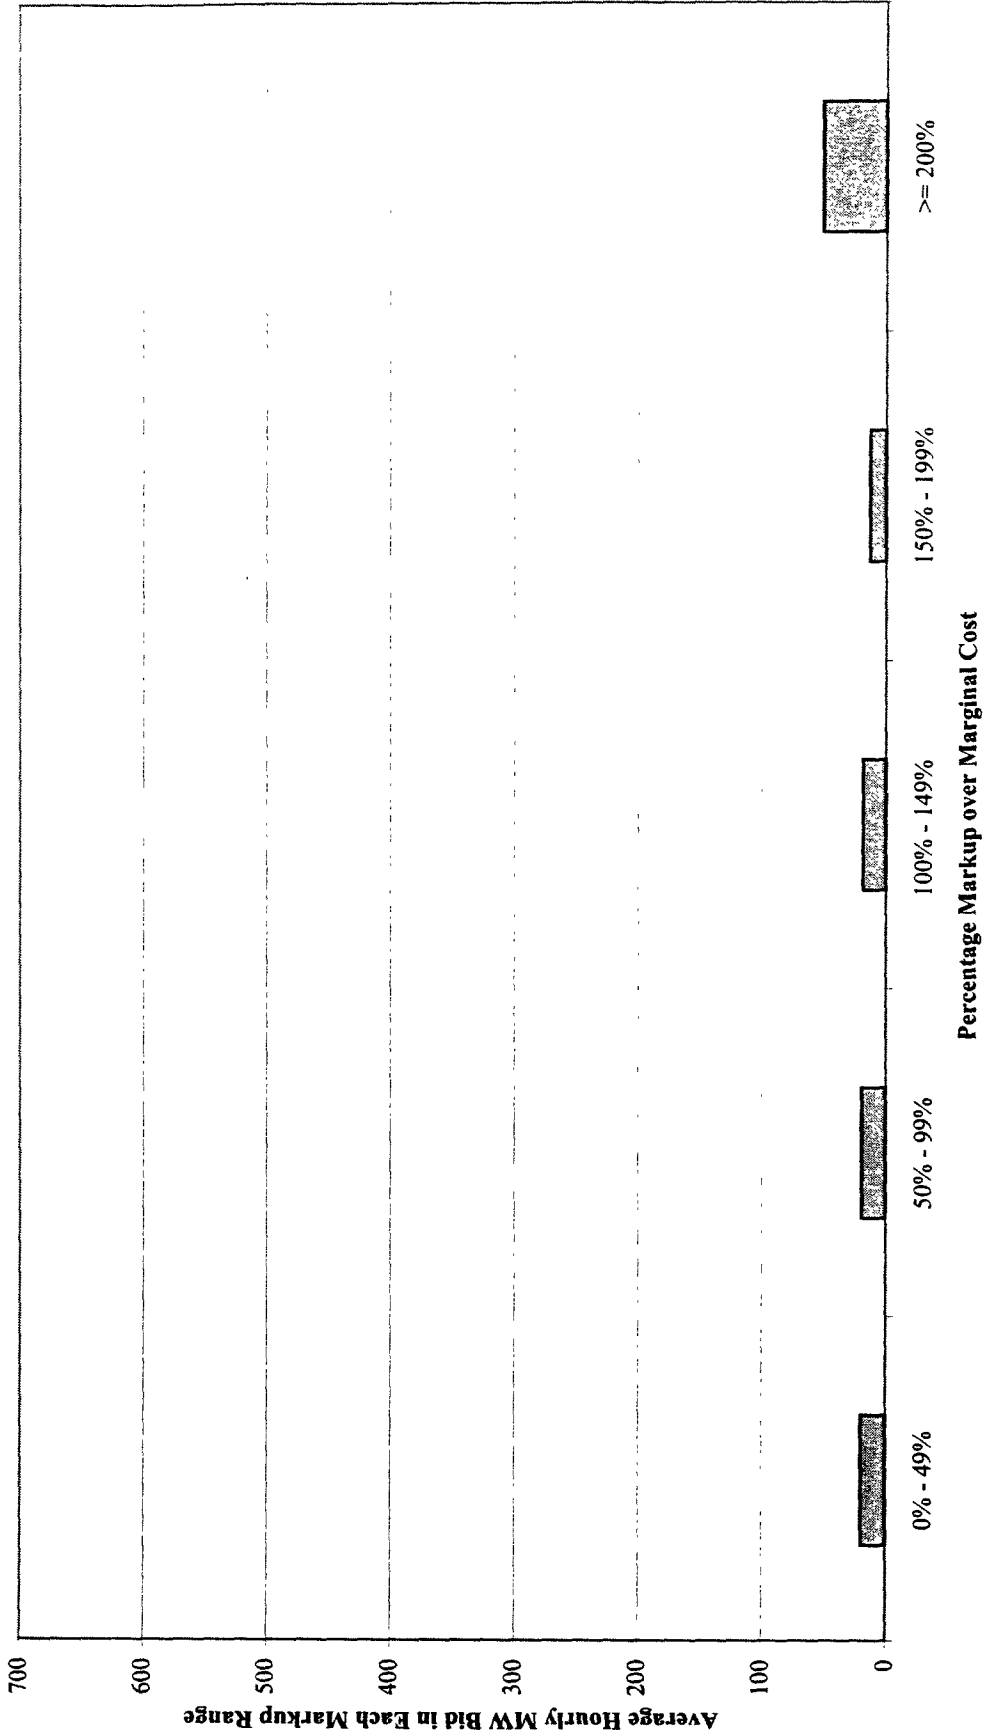 700
600
500
400
300
200
100
0
Average Hourly MW Bid in Each Markup Range
0% - 49%
50% - 99%
100% - 149%
150% - 199%
>= 200%
Percentage Markup over Marginal Cost